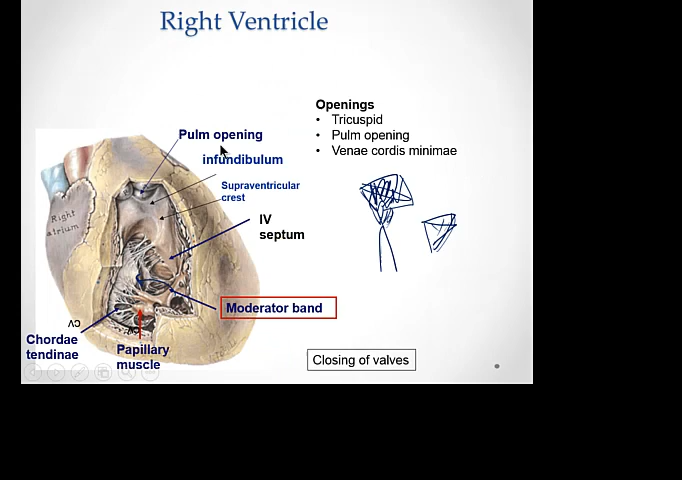 Right Ventricle
Openings
• Tricuspid
• Pulm opening
• Venae cordis minimae
Pulm opening
infundibulum
Supraventricular
crest
IV
septum
Right
atrium
Moderator band
Chordae
tendinae
Papillary
muscle
Closing of valves